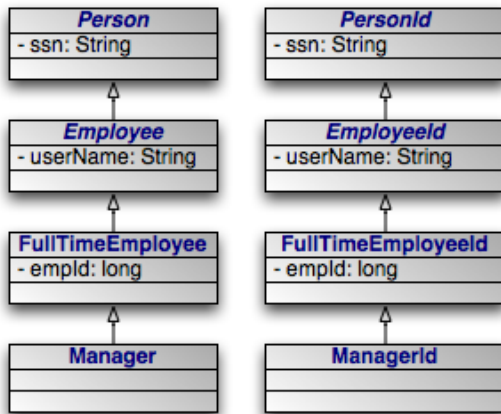 Person
- ssn: String
Employee
- userName: String
FullTimeEmployee
- empId: long
Manager
PersonId
- ssn: String
EmployeeId
- userName: String
FullTimeEmployeeId
- empId: long
ManagerId